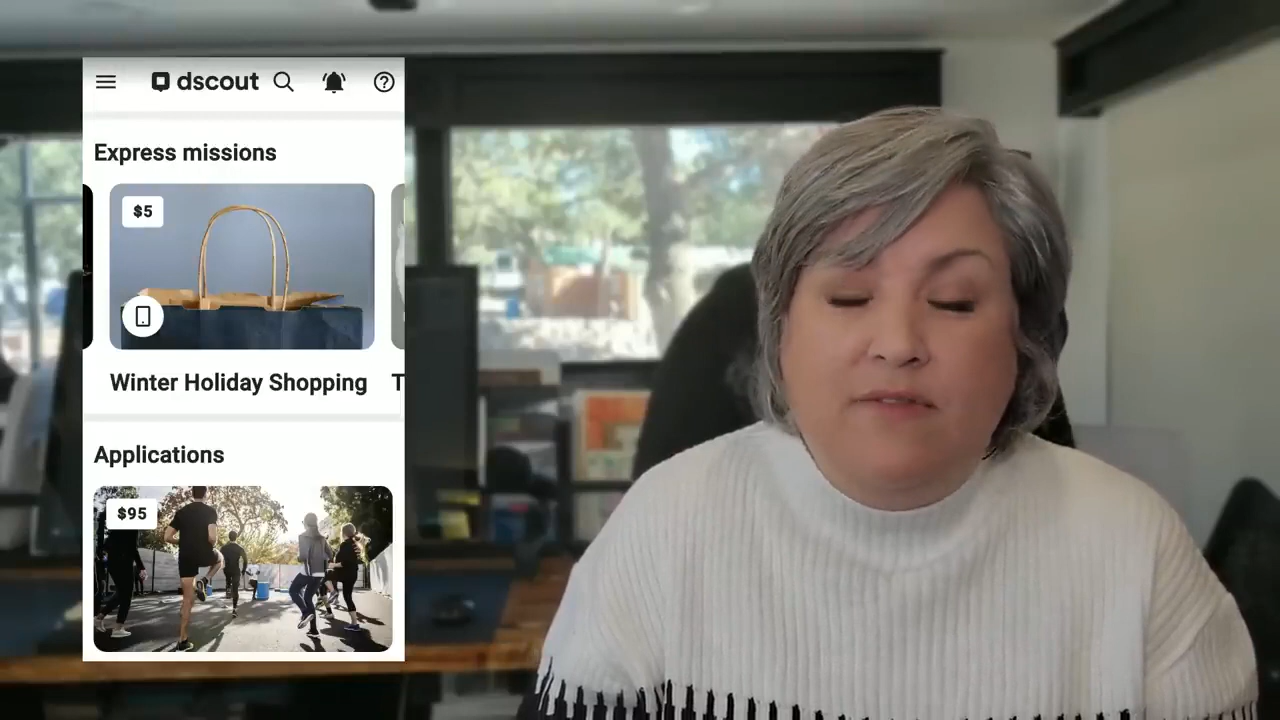 dscout
Express missions
$5
Winter Holiday Shopping
T
Applications
$95